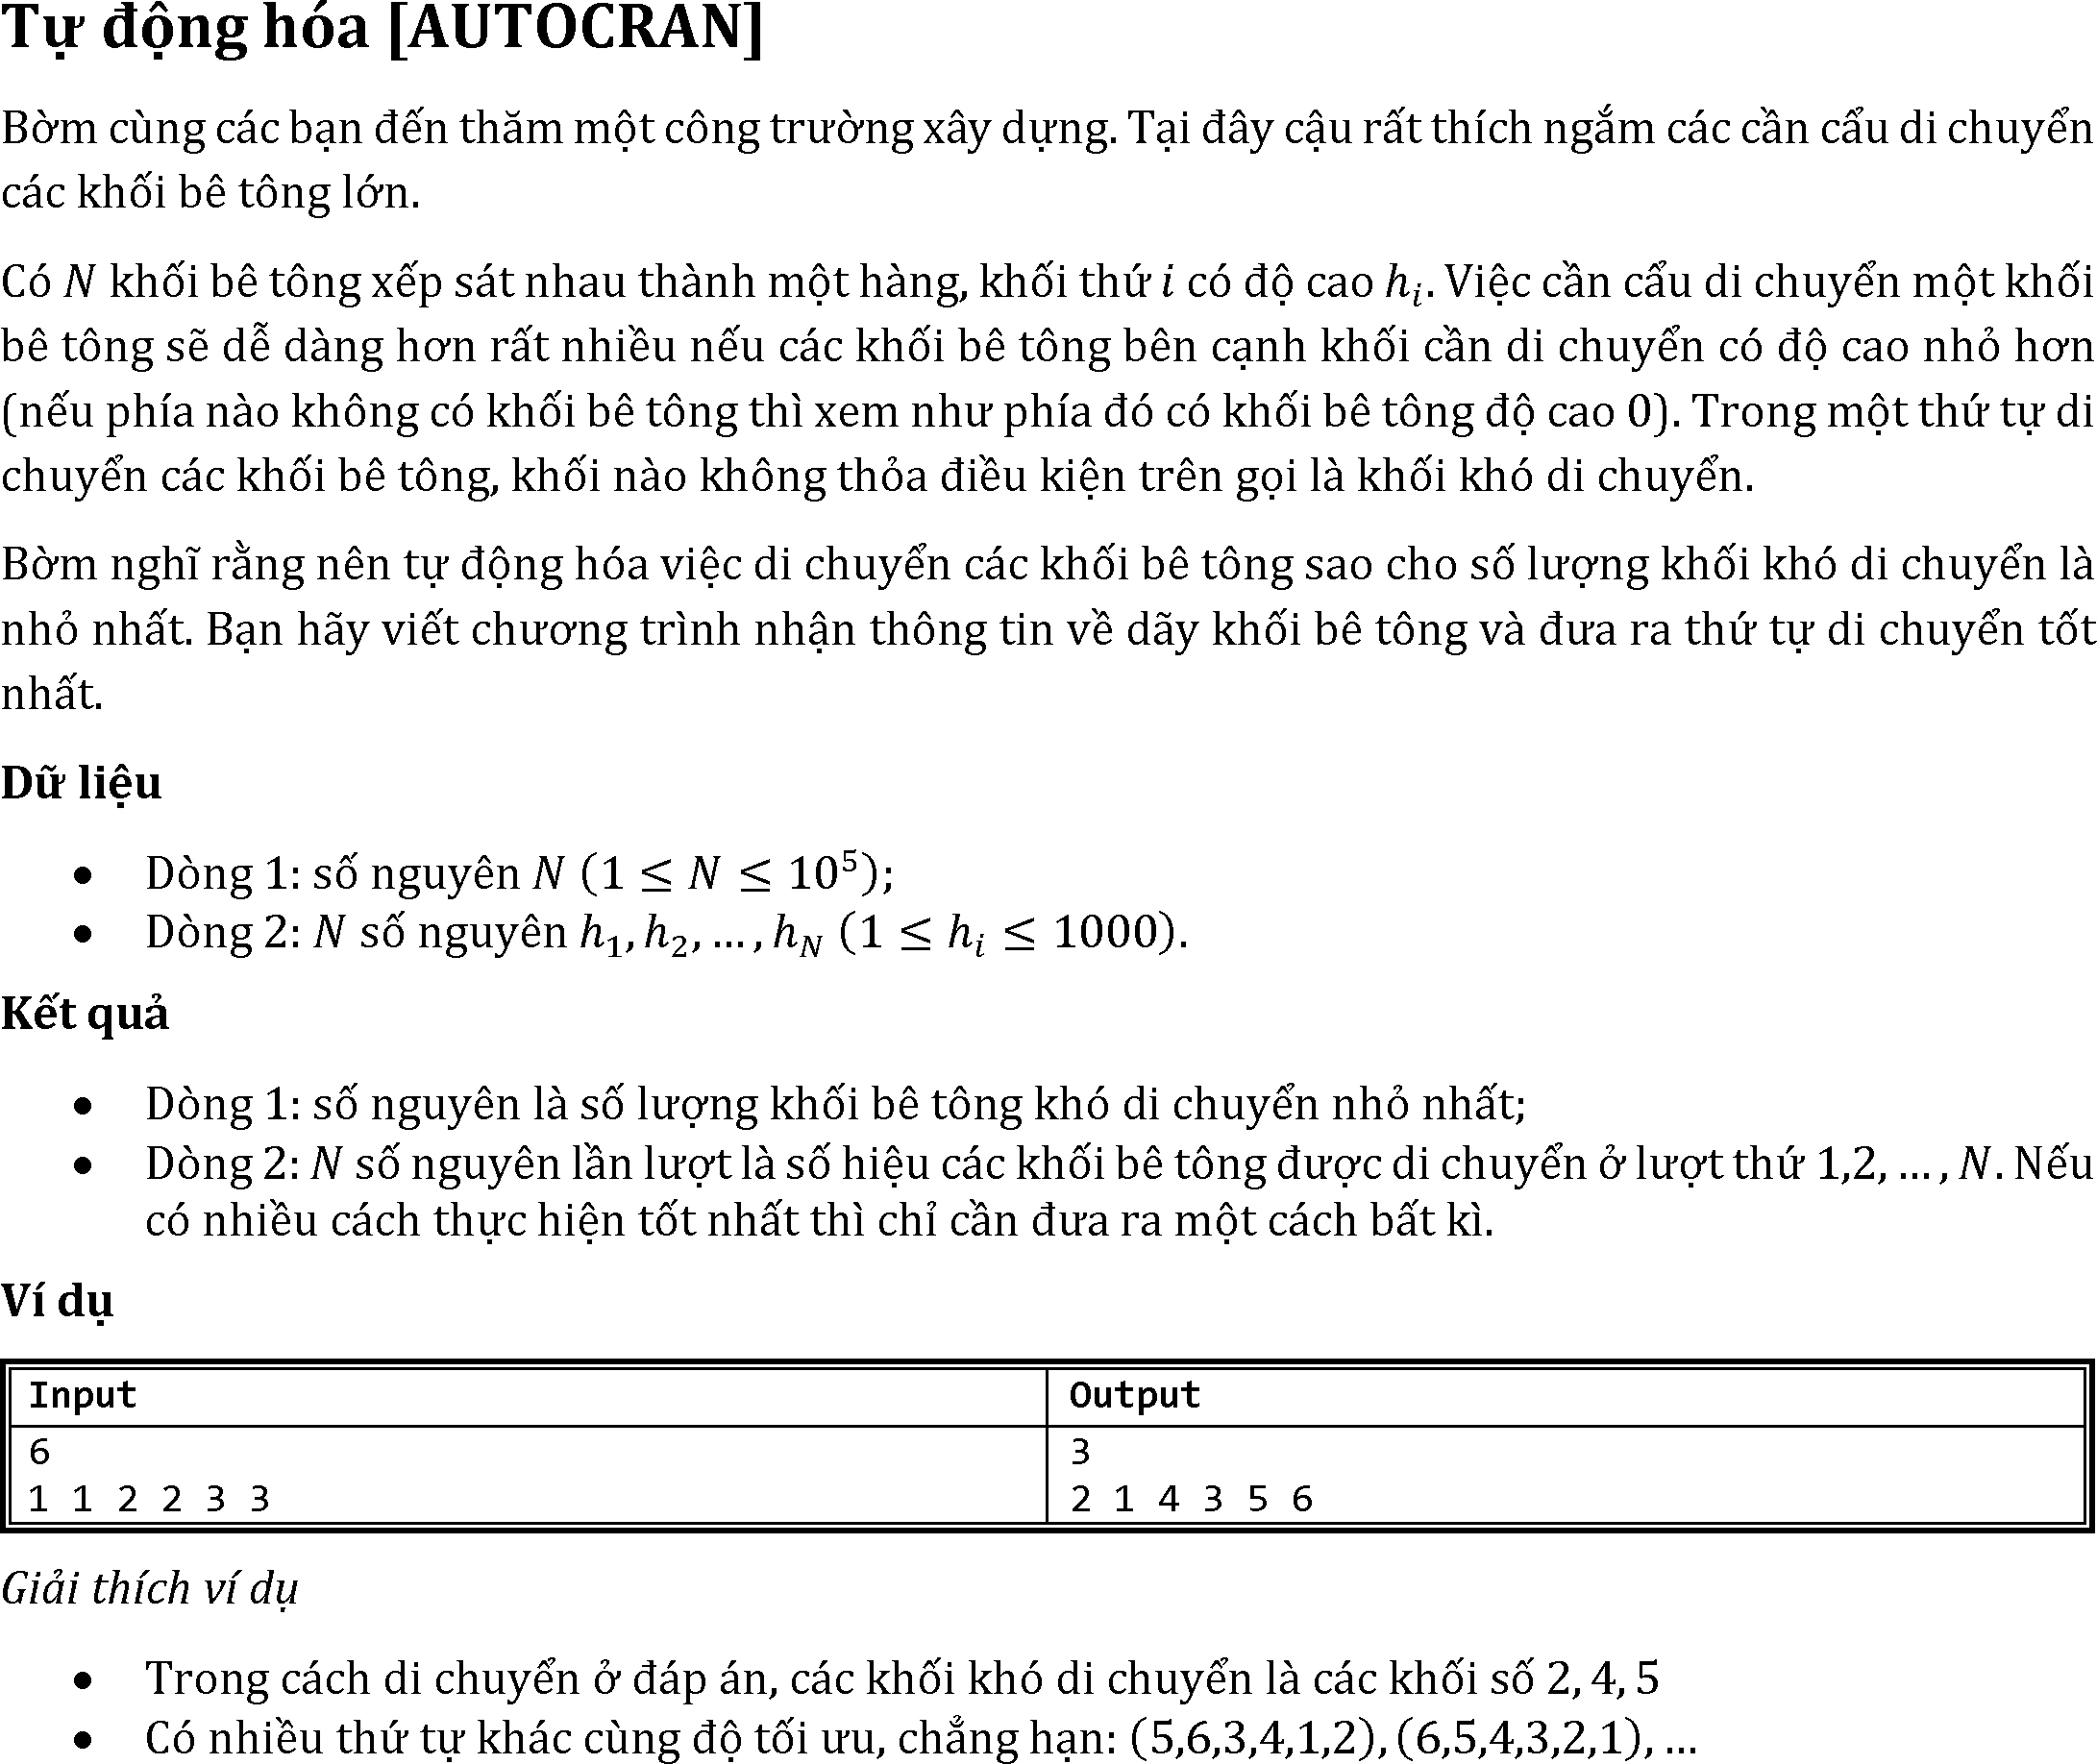 Tự động hóa [AUTOCRAN]
Bờm cùng các bạn đến thăm một công trường xây dựng. Tại đây cậu rất thích ngắm các cần cẩu di chuyển
các khối bê tông lớn.
Có N khối bê tông xếp sát nhau thành một hàng, khối thứ i có độ cao hᵢ. Việc cần cẩu di chuyển một khối
bê tông sẽ dễ dàng hơn rất nhiều nếu các khối bê tông bên cạnh khối cần di chuyển có độ cao nhỏ hơn
(nếu phía nào không có khối bê tông thì xem như phía đó có khối bê tông độ cao 0). Trong một thứ tự di
chuyển các khối bê tông, khối nào không thỏa điều kiện trên gọi là khối khó di chuyển.
Bờm nghĩ rằng nên tự động hóa việc di chuyển các khối bê tông sao cho số lượng khối khó di chuyển là
nhỏ nhất. Bạn hãy viết chương trình nhận thông tin về dãy khối bê tông và đưa ra thứ tự di chuyển tốt
nhất.
Dữ liệu
• Dòng 1: số nguyên N (1 ≤ N ≤ 10⁵);
• Dòng 2: N số nguyên h₁, h₂, … , h_N (1 ≤ hᵢ ≤ 1000).
Kết quả
• Dòng 1: số nguyên là số lượng khối bê tông khó di chuyển nhỏ nhất;
• Dòng 2: N số nguyên lần lượt là số hiệu các khối bê tông được di chuyển ở lượt thứ 1,2, … , N. Nếu
có nhiều cách thực hiện tốt nhất thì chỉ cần đưa ra một cách bất kì.
Ví dụ
Input Output
6 3
1 1 2 2 3 3 2 1 4 3 5 6
Giải thích ví dụ
• Trong cách di chuyển ở đáp án, các khối khó di chuyển là các khối số 2, 4, 5
• Có nhiều thứ tự khác cùng độ tối ưu, chẳng hạn: (5,6,3,4,1,2), (6,5,4,3,2,1), …